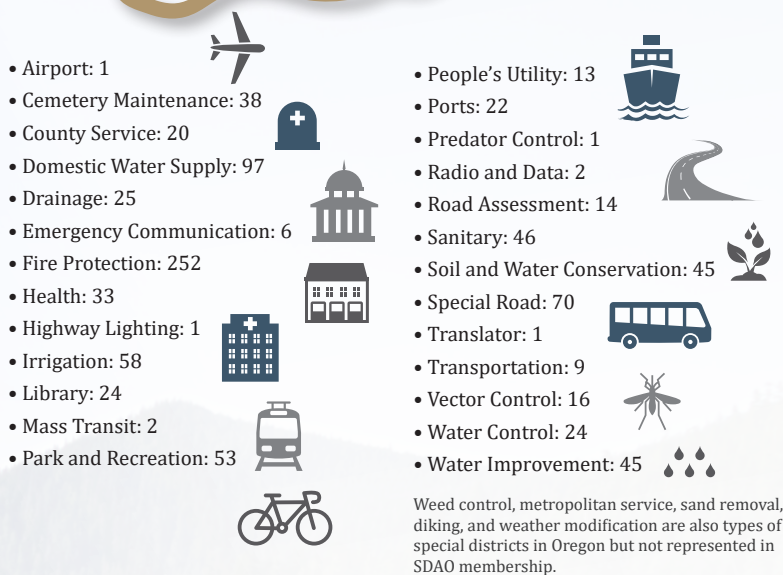 • Airport: 1
• Cemetery Maintenance: 38
• County Service: 20
• Domestic Water Supply: 97
• Drainage: 25
• Emergency Communication: 6
• Fire Protection: 252
• Health: 33
• Highway Lighting: 1
• Irrigation: 58
• Library: 24
• Mass Transit: 2
• Park and Recreation: 53
• People’s Utility: 13
• Ports: 22
• Predator Control: 1
• Radio and Data: 2
• Road Assessment: 14
• Sanitary: 46
• Soil and Water Conservation: 45
• Special Road: 70
• Translator: 1
• Transportation: 9
• Vector Control: 16
• Water Control: 24
• Water Improvement: 45
Weed control, metropolitan service, sand removal,
diking, and weather modification are also types of
special districts in Oregon but not represented in
SDAO membership.